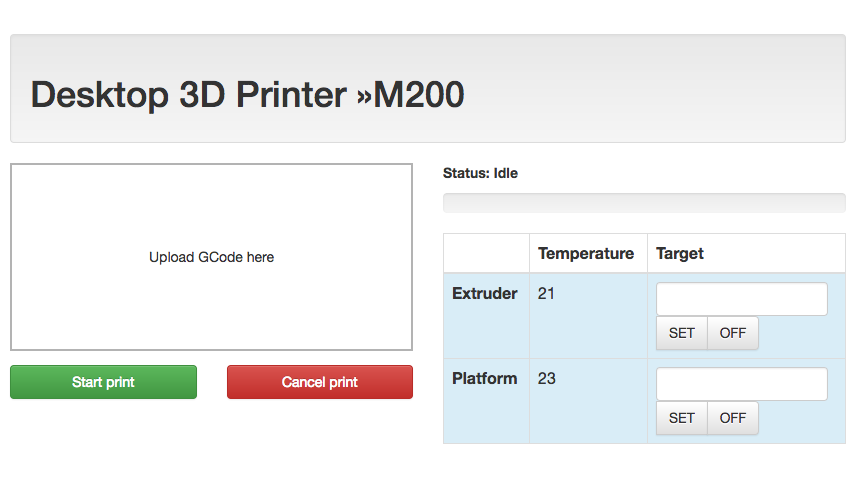 Desktop 3D Printer »M200
Upload GCode here
Start print
Cancel print
Status: Idle
Temperature Target
Extruder 21
SET OFF
Platform 23
SET OFF